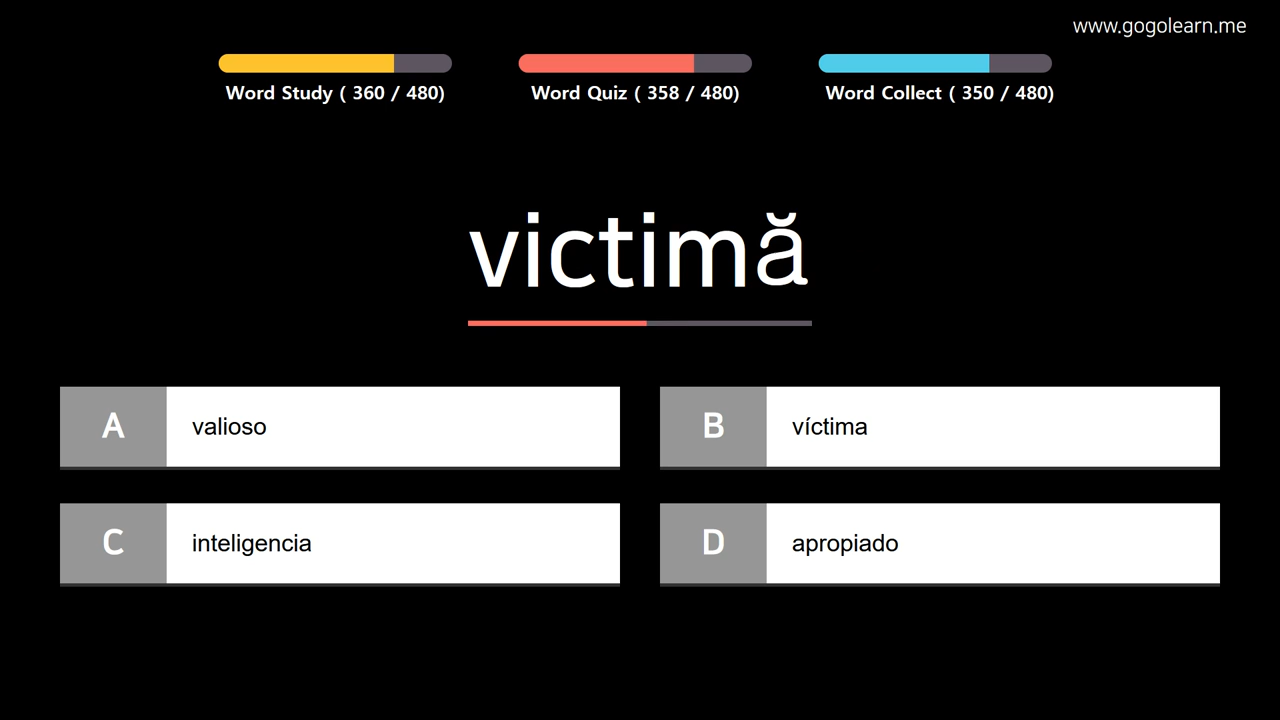 www.gogolearn.me
Word Study ( 360 / 480)
Word Quiz ( 358 / 480)
Word Collect ( 350 / 480)
victimă
A valioso
B víctima
C inteligencia
D apropiado